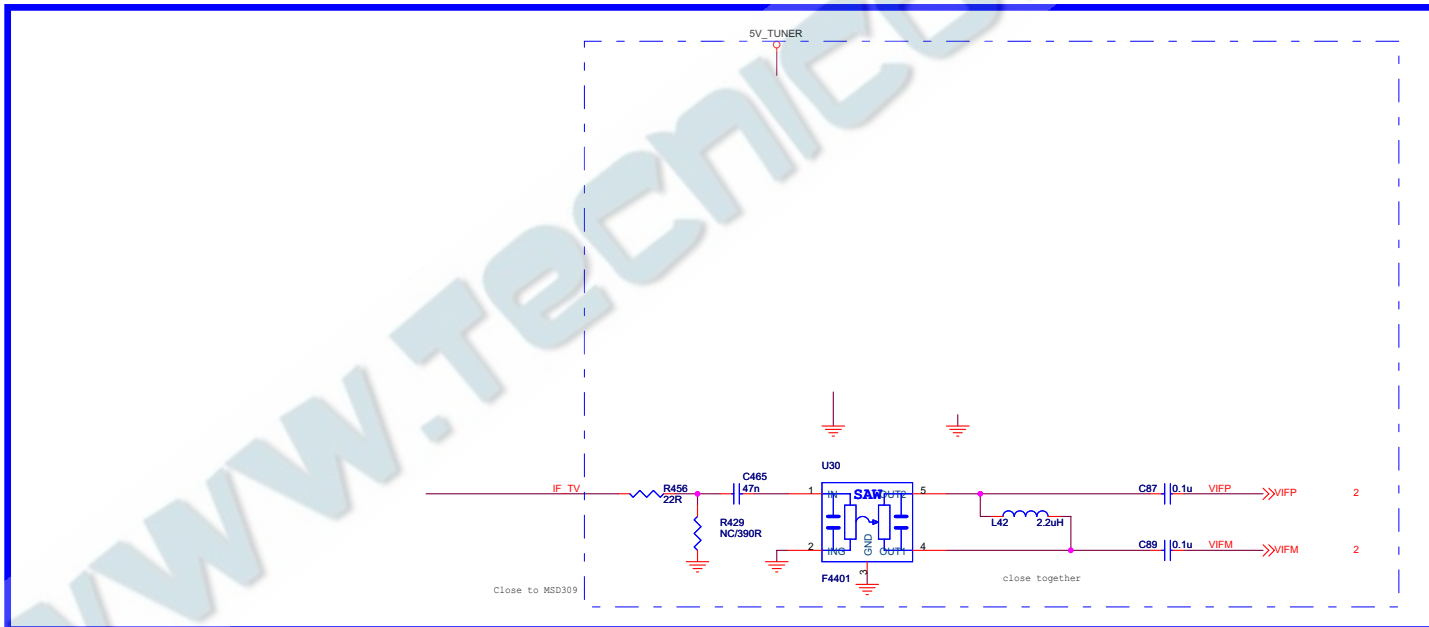 5V_TUNER
www.tecnico
U30
IF_TV
R456
22R
C465
47n
R429
NC/390R
1
IN
SAW
OUT2
5
2
ING
GND
OUT1
4
3
F4401
L42
2.2uH
C87
0.1u
VIFP
VIFP
2
C89
0.1u
VIFM
VIFM
2
close together
Close to MSD309